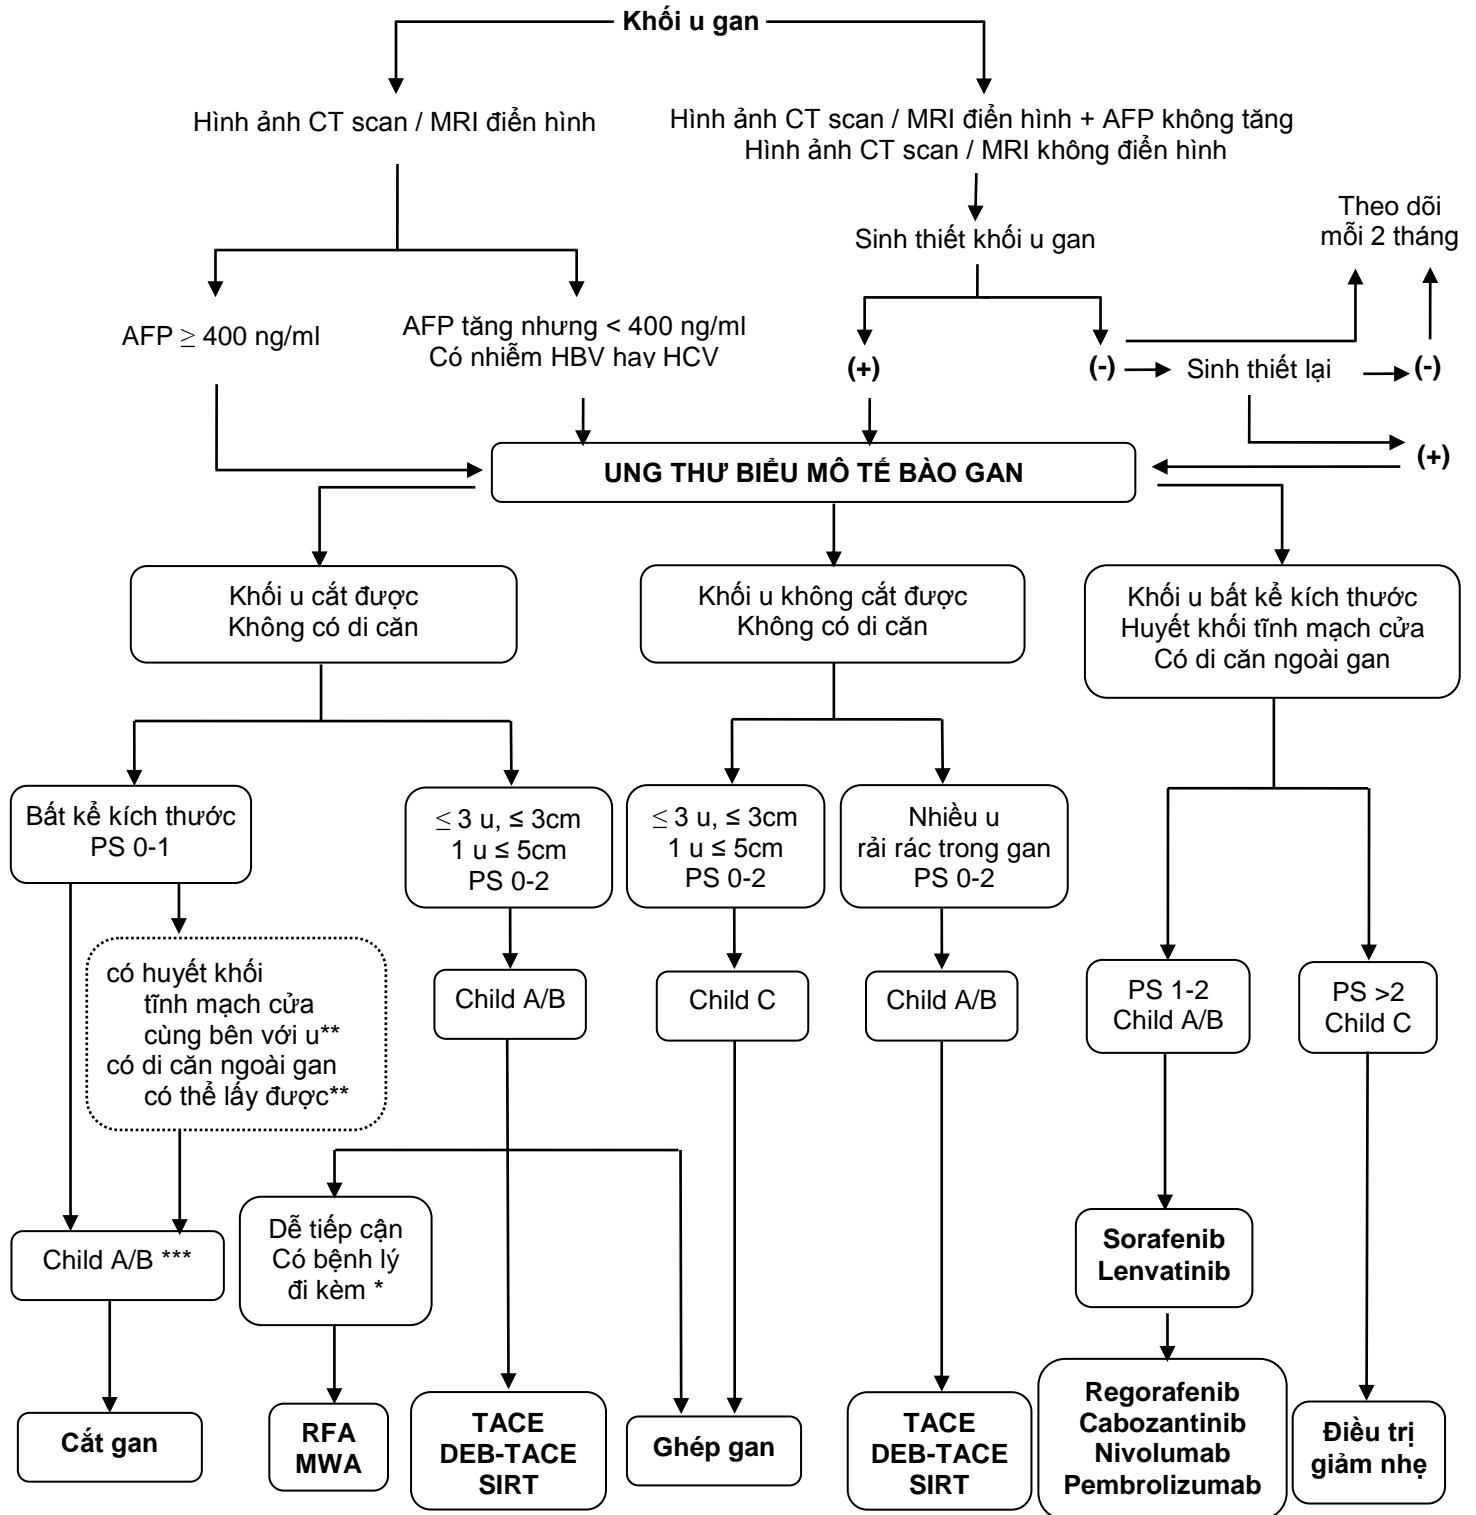 Khối u gan
Hình ảnh CT scan / MRI điển hình
Hình ảnh CT scan / MRI điển hình + AFP không tăng
Hình ảnh CT scan / MRI không điển hình
Theo dõi
mỗi 2 tháng
Sinh thiết khối u gan
AFP ≥ 400 ng/ml
AFP tăng nhưng < 400 ng/ml
Có nhiễm HBV hay HCV
(+)
(-)
Sinh thiết lại
(-)
(+)
UNG THƯ BIỂU MÔ TẾ BÀO GAN
Khối u cắt được
Không có di căn
Khối u không cắt được
Không có di căn
Khối u bất kể kích thước
Huyết khối tĩnh mạch cửa
Có di căn ngoài gan
Bất kể kích thước
PS 0-1
≤ 3 u, ≤ 3cm
1 u ≤ 5cm
PS 0-2
≤ 3 u, ≤ 3cm
1 u ≤ 5cm
PS 0-2
Nhiều u
rải rác trong gan
PS 0-2
có huyết khối
tĩnh mạch cửa
cùng bên với u**
có di căn ngoài gan
có thể lấy được**
Child A/B
Child C
Child A/B
PS 1-2
Child A/B
PS >2
Child C
Child A/B ***
Dễ tiếp cận
Có bệnh lý
đi kèm *
Sorafenib
Lenvatinib
Cắt gan
RFA
MWA
TACE
DEB-TACE
SIRT
Ghép gan
TACE
DEB-TACE
SIRT
Regorafenib
Cabozantinib
Nivolumab
Pembrolizumab
Điều trị
giảm nhẹ